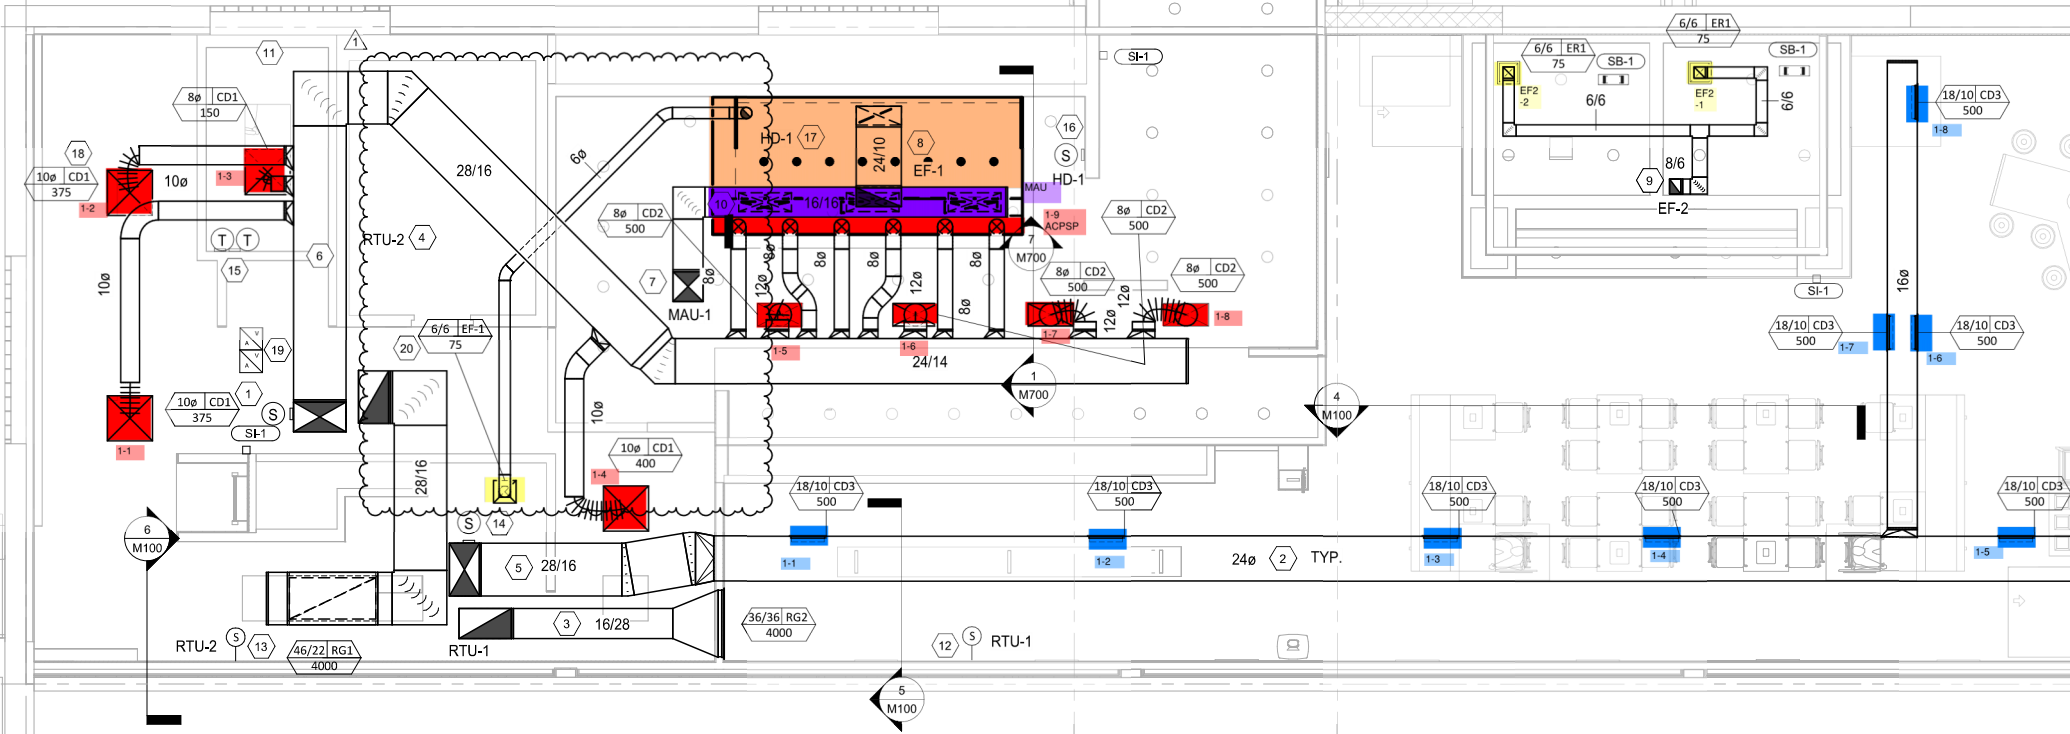 6/6 ER1
75
6/6 ER1
75
SB-1
SB-1
SI-1
11
1
8ø CD1
150
18
10ø CD1
375
10ø
1-3
1-2
28/16
6ø
HD-1
17
24/10
8
EF-1
16
S
HD-1
EF2
-2
EF2
-1
6/6
6/6
8/6
9
EF-2
18/10 CD3
500
1-8
MAU
10
16/16
1-9
ACPSP
8ø CD2
500
8ø CD2
500
7
M700
T T
15
6
RTU-2
4
10ø
7
MAU-1
8ø
8ø
8ø
8ø
8ø
8ø
12ø
12ø
12ø
12ø
8ø CD2
500
8ø CD2
500
SI-1
16ø
1-8
1-5
1-6
1-7
24/14
18/10 CD3
500
1-7
18/10 CD3
500
1-6
V
A
V
A
19
20
6/6 EF-1
75
1
M700
1
10ø CD1
375
S
SI-1
1-1
10ø
4
M100
28/16
10ø CD1
400
1-4
S
14
18/10 CD3
500
18/10 CD3
500
18/10 CD3
500
18/10 CD3
500
18/10 CD3
500
6
M100
5
28/16
1-1
1-2
24ø
2
TYP.
1-3
1-4
1-5
3
16/28
36/36 RG2
4000
RTU-2
S
13
46/22 RG1
4000
RTU-1
12
S
RTU-1
5
M100